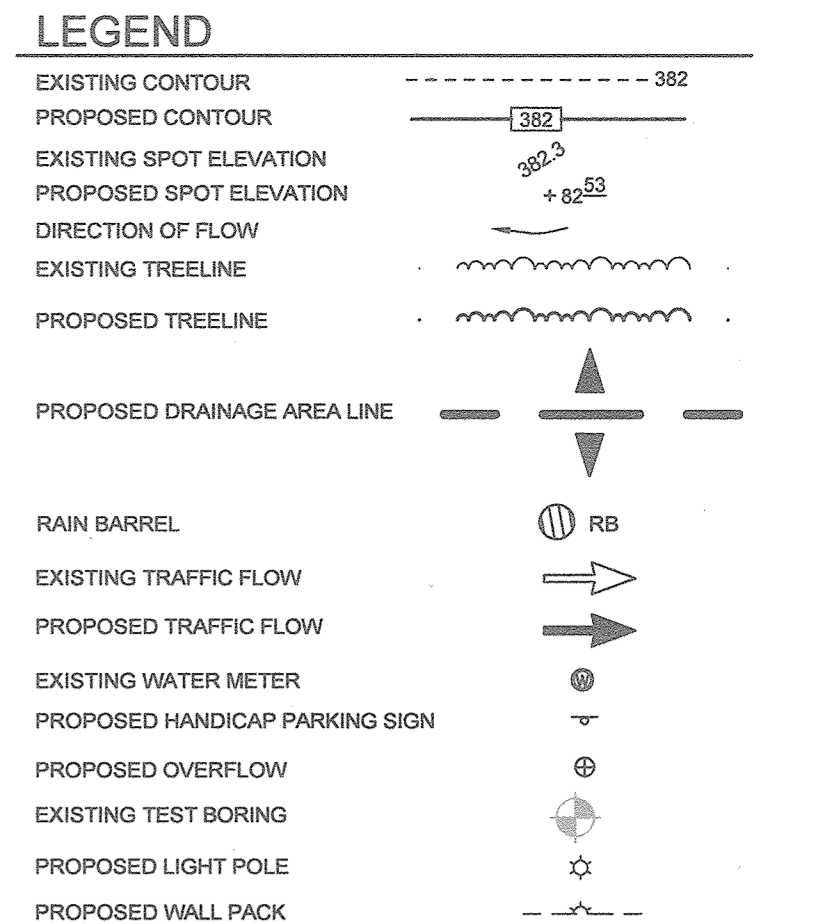 LEGEND
EXISTING CONTOUR 382
PROPOSED CONTOUR 382
EXISTING SPOT ELEVATION 382.3
PROPOSED SPOT ELEVATION +82 53
DIRECTION OF FLOW
EXISTING TREELINE
PROPOSED TREELINE
PROPOSED DRAINAGE AREA LINE
RAIN BARREL RB
EXISTING TRAFFIC FLOW
PROPOSED TRAFFIC FLOW
EXISTING WATER METER W
PROPOSED HANDICAP PARKING SIGN
PROPOSED OVERFLOW
EXISTING TEST BORING
PROPOSED LIGHT POLE
PROPOSED WALL PACK